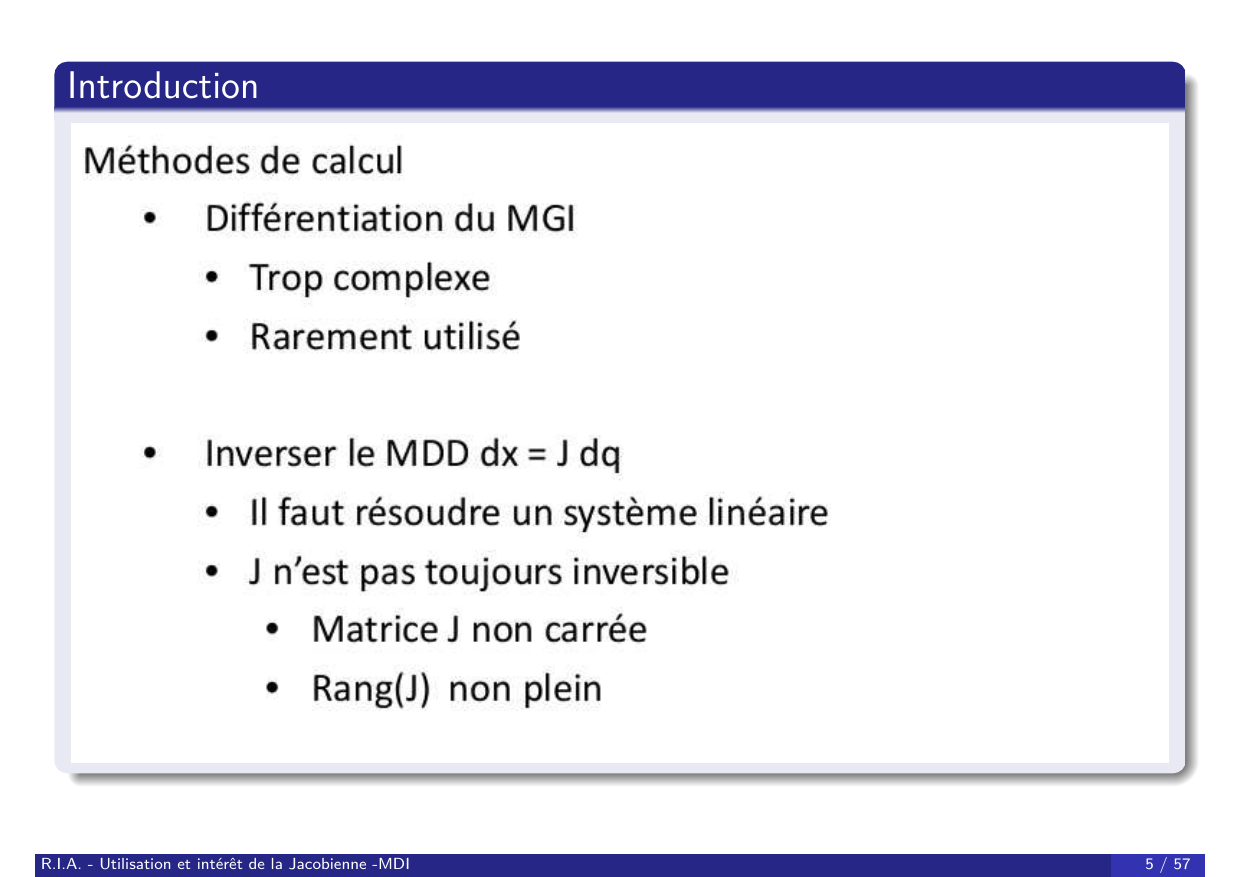 Introduction
Méthodes de calcul
• Différentiation du MGI
• Trop complexe
• Rarement utilisé
• Inverser le MDD dx = J dq
• Il faut résoudre un système linéaire
• J n’est pas toujours inversible
• Matrice J non carrée
• Rang(J) non plein
R.I.A. - Utilisation et intérêt de la Jacobienne -MDI 5 / 57